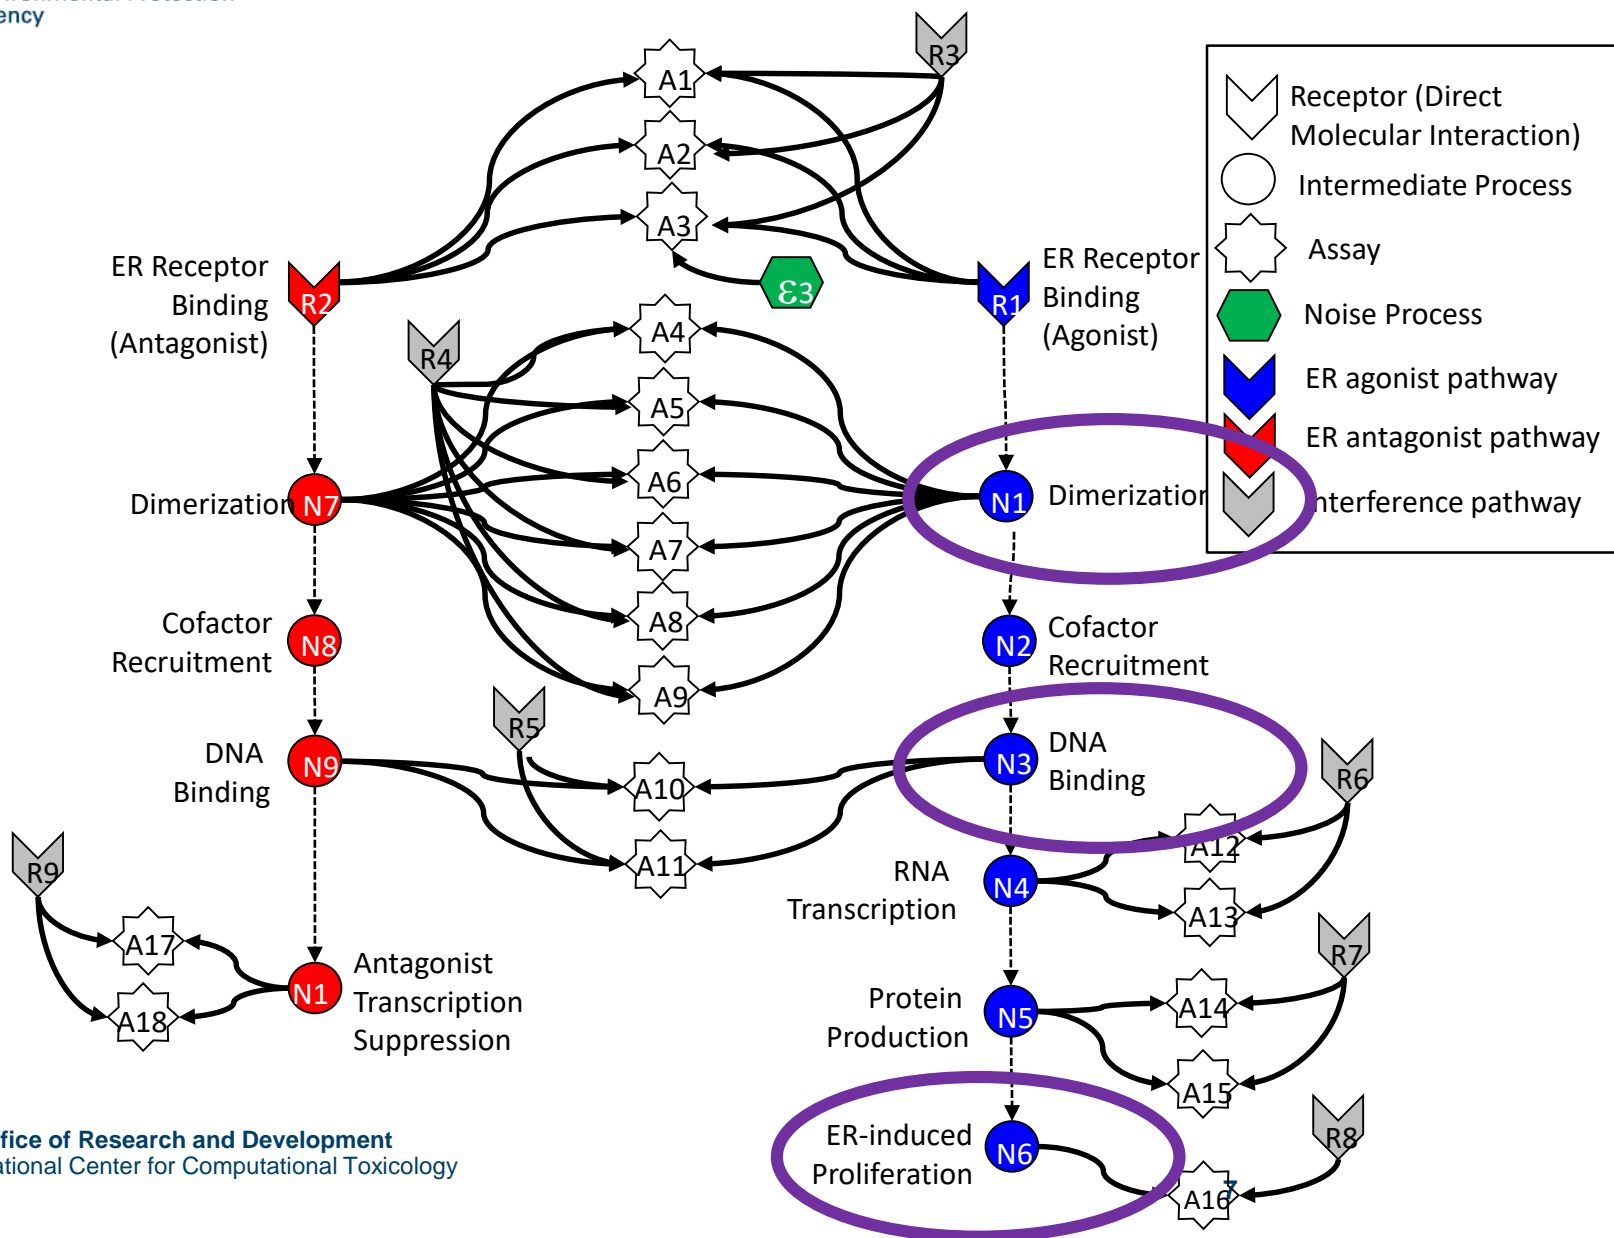 ency
R3
A1
Receptor (Direct
Molecular Interaction)
A2
Intermediate Process
A3
Assay
ER Receptor
Binding
(Antagonist)
R2
ε3
R1
ER Receptor
Binding
(Agonist)
Noise Process
R4
A4
ER agonist pathway
A5
ER antagonist pathway
A6
Dimerization
N7
N1
Dimerization
nterference pathway
A7
A8
Cofactor
Recruitment
N8
N2
Cofactor
Recruitment
A9
R5
DNA
Binding
N9
A10
N3
DNA
Binding
R6
A12
A11
R9
RNA
Transcription
N4
A13
A17
R7
N1
Antagonist
Transcription
Suppression
A18
Protein
Production
N5
A14
A15
ER-induced
Proliferation
N6
R8
A16
7
fice of Research and Development
ational Center for Computational Toxicology